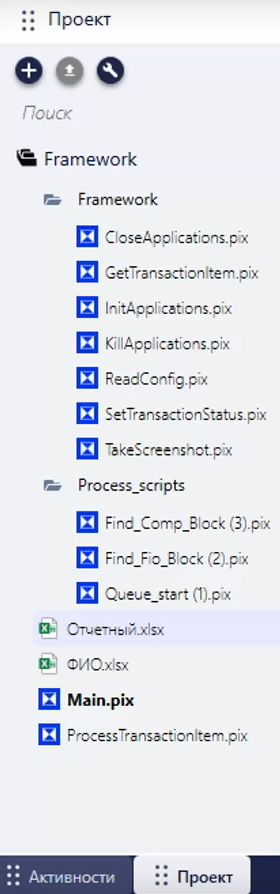 Проект
Поиск
Framework
Framework
CloseApplications.pix
GetTransactionItem.pix
InitApplications.pix
KillApplications.pix
ReadConfig.pix
SetTransactionStatus.pix
TakeScreenshot.pix
Process_scripts
Find_Comp_Block (3).pix
Find_Fio_Block (2).pix
Queue_start (1).pix
Отчетный.xlsx
ФИО.xlsx
Main.pix
ProcessTransactionItem.pix
Активности Проект